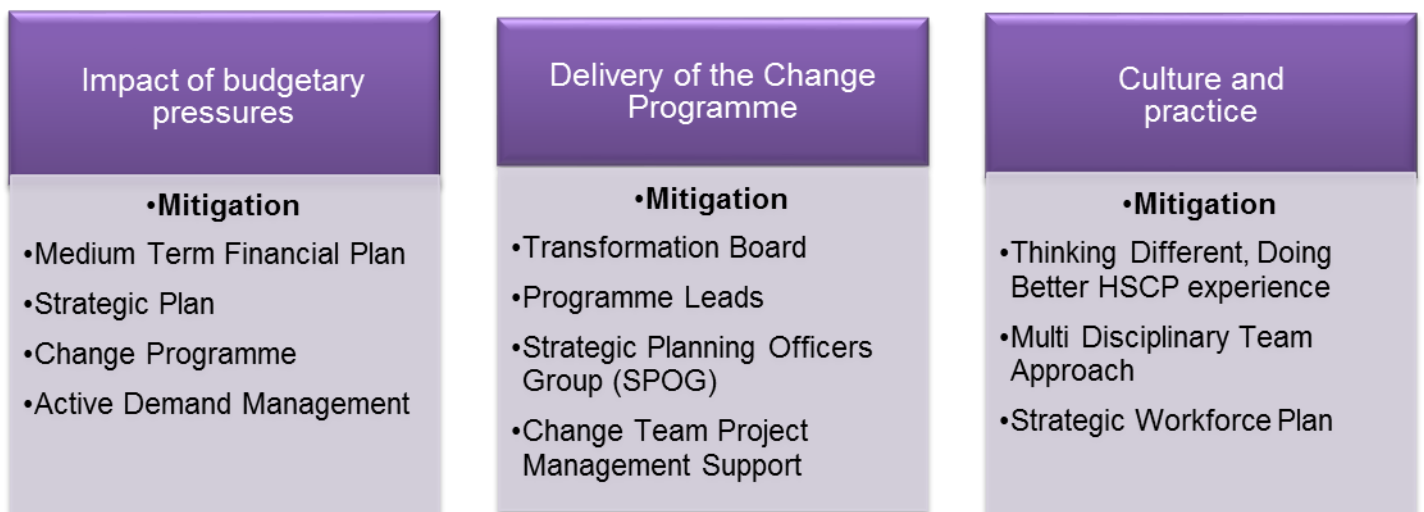 Impact of budgetary
pressures
•Mitigation
•Medium Term Financial Plan
•Strategic Plan
•Change Programme
•Active Demand Management
Delivery of the Change
Programme
•Mitigation
•Transformation Board
•Programme Leads
•Strategic Planning Officers
Group (SPOG)
•Change Team Project
Management Support
Culture and
practice
•Mitigation
•Thinking Different, Doing
Better HSCP experience
•Multi Disciplinary Team
Approach
•Strategic Workforce Plan